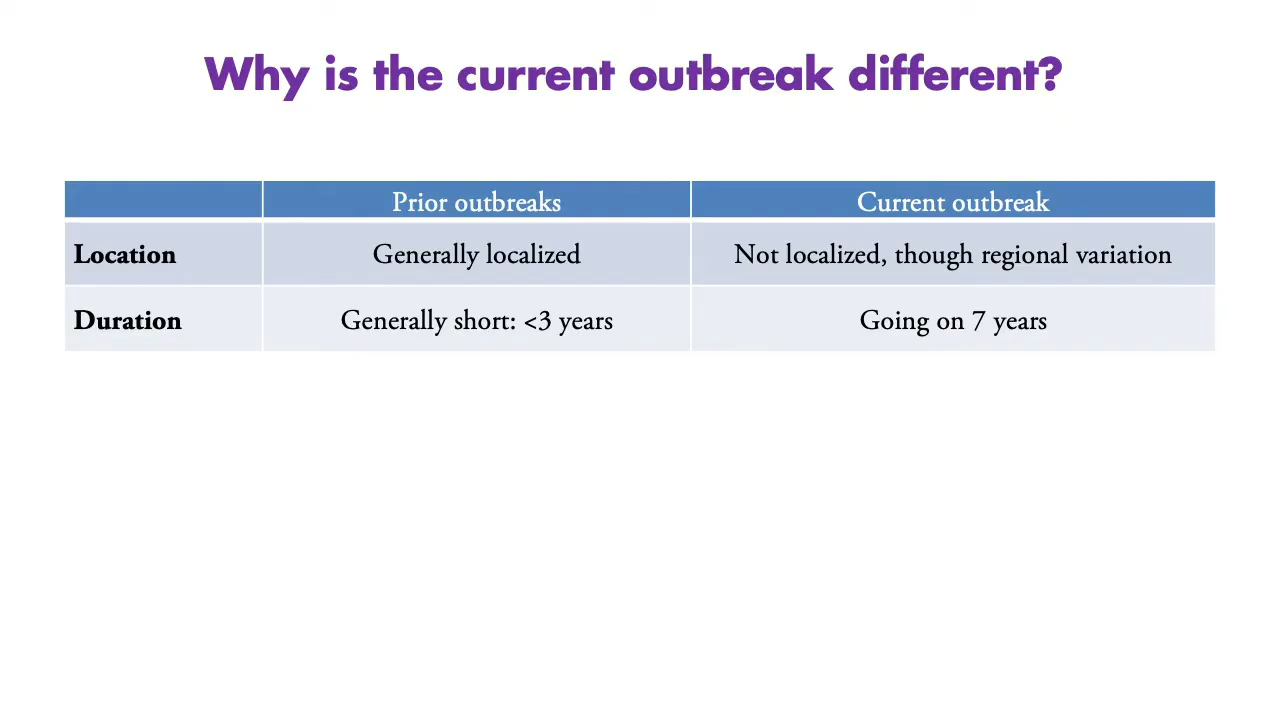 Why is the current outbreak different?
Prior outbreaks
Current outbreak
Location
Generally localized
Not localized, though regional variation
Duration
Generally short: <3 years
Going on 7 years